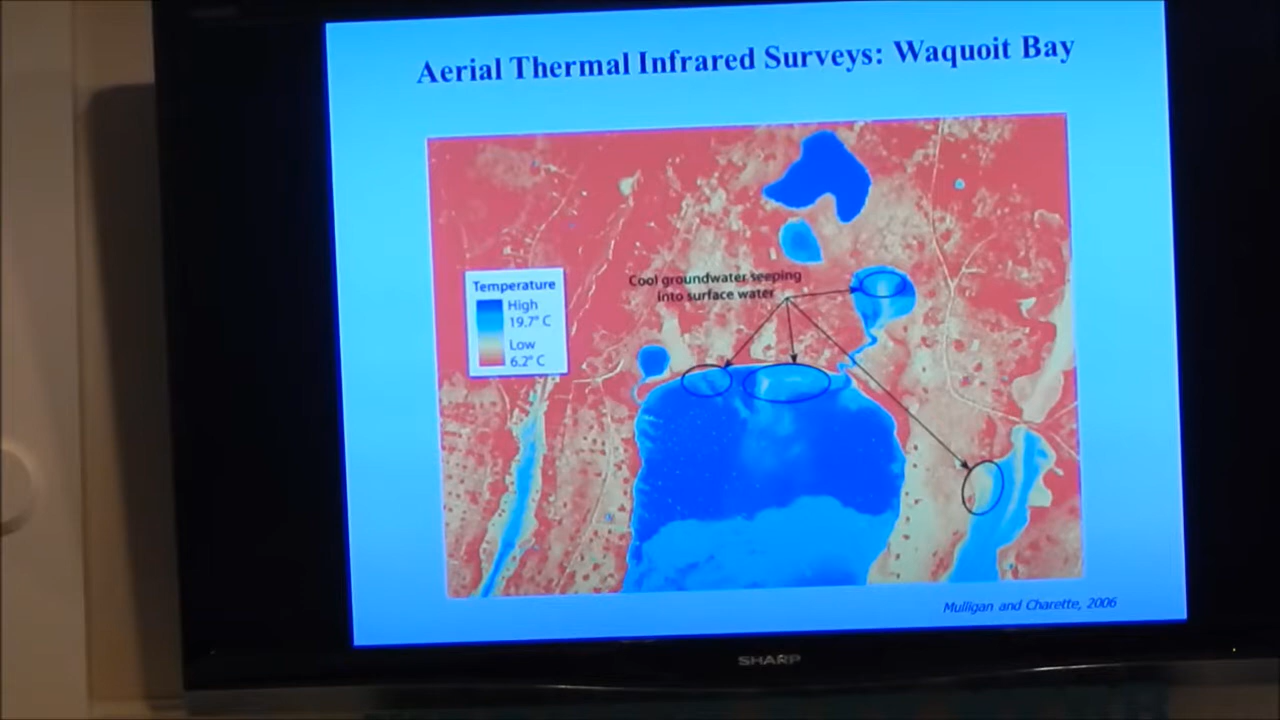 Aerial Thermal Infrared Surveys: Waquoit Bay
Cool groundwater seeping
into surface water
Temperature
High
19.7° C
Low
6.2° C
Mulligan and Charette, 2006
SHARP